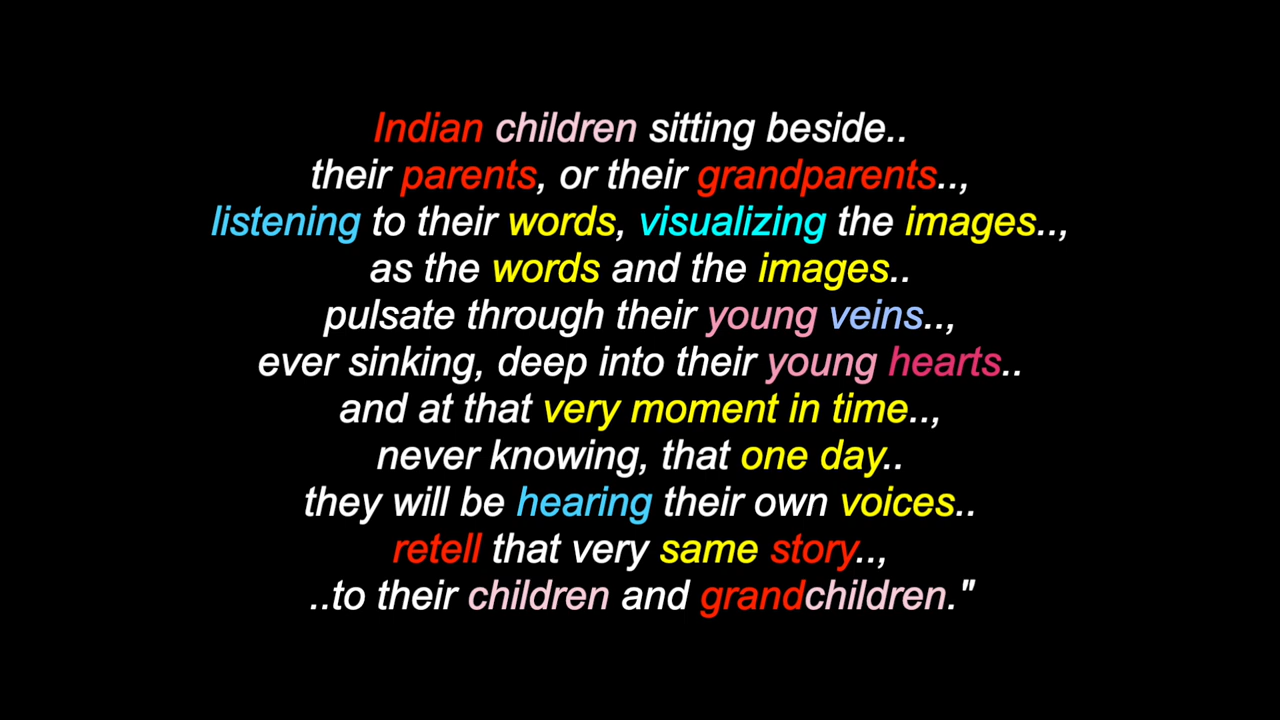 Indian children sitting beside..
their parents, or their grandparents..,
listening to their words, visualizing the images..,
as the words and the images..
pulsate through their young veins..,
ever sinking, deep into their young hearts..
and at that very moment in time..,
never knowing, that one day..
they will be hearing their own voices..
retell that very same story..,
..to their children and grandchildren."